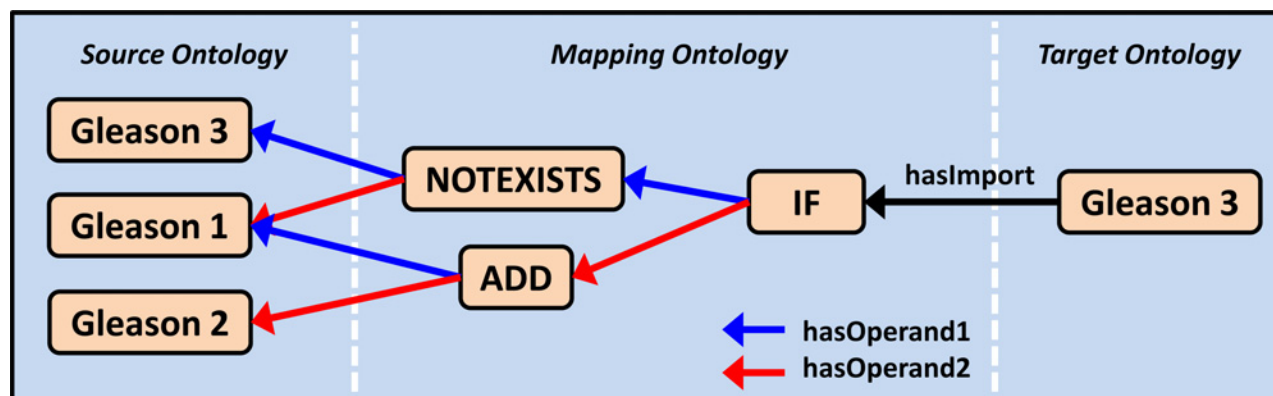 Source Ontology
Mapping Ontology
Target Ontology
Gleason 3
NOTEXISTS
hasImport
IF
Gleason 3
Gleason 1
ADD
Gleason 2
hasOperand1
hasOperand2